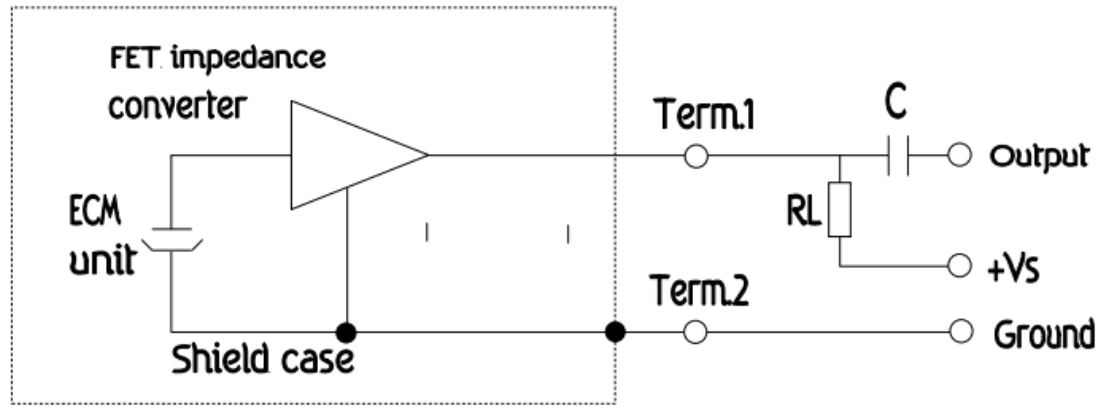 FET impedance
converter
Term.1
C
Output
ECM
unit
RL
+Vs
Term.2
Ground
Shield case